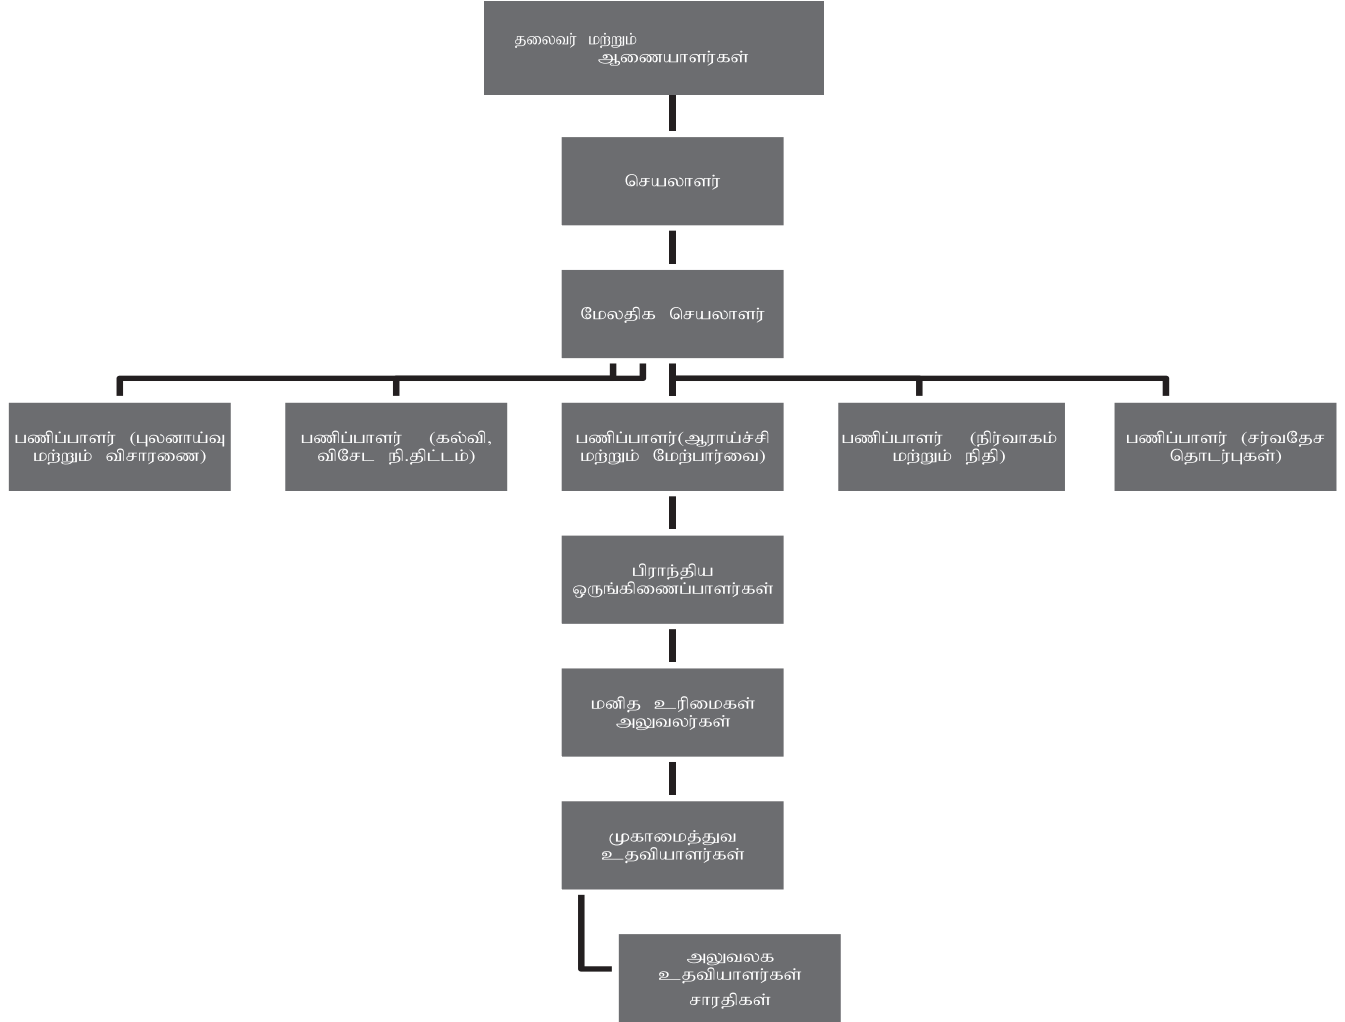 தலைவர் மற்றும்
ஆணையாளர்கள்
செயலாளர்
மேலதிக செயலாளர்
பணிப்பாளர் (புலனாய்வு
மற்றும் விசாரணை)
பணிப்பாளர் (கல்வி,
விசேட நி.திட்டம்)
பணிப்பாளர்(ஆராய்ச்சி
மற்றும் மேற்பார்வை)
பணிப்பாளர் (நிர்வாகம்
மற்றும் நிதி)
பணிப்பாளர் (சர்வதேச
தொடர்புகள்)
பிராந்திய
ஒருங்கிணைப்பாளர்கள்
மனித உரிமைகள்
அலுவலர்கள்
முகாமைத்துவ
உதவியாளர்கள்
அலுவலக
உதவியாளர்கள்
சாரதிகள்